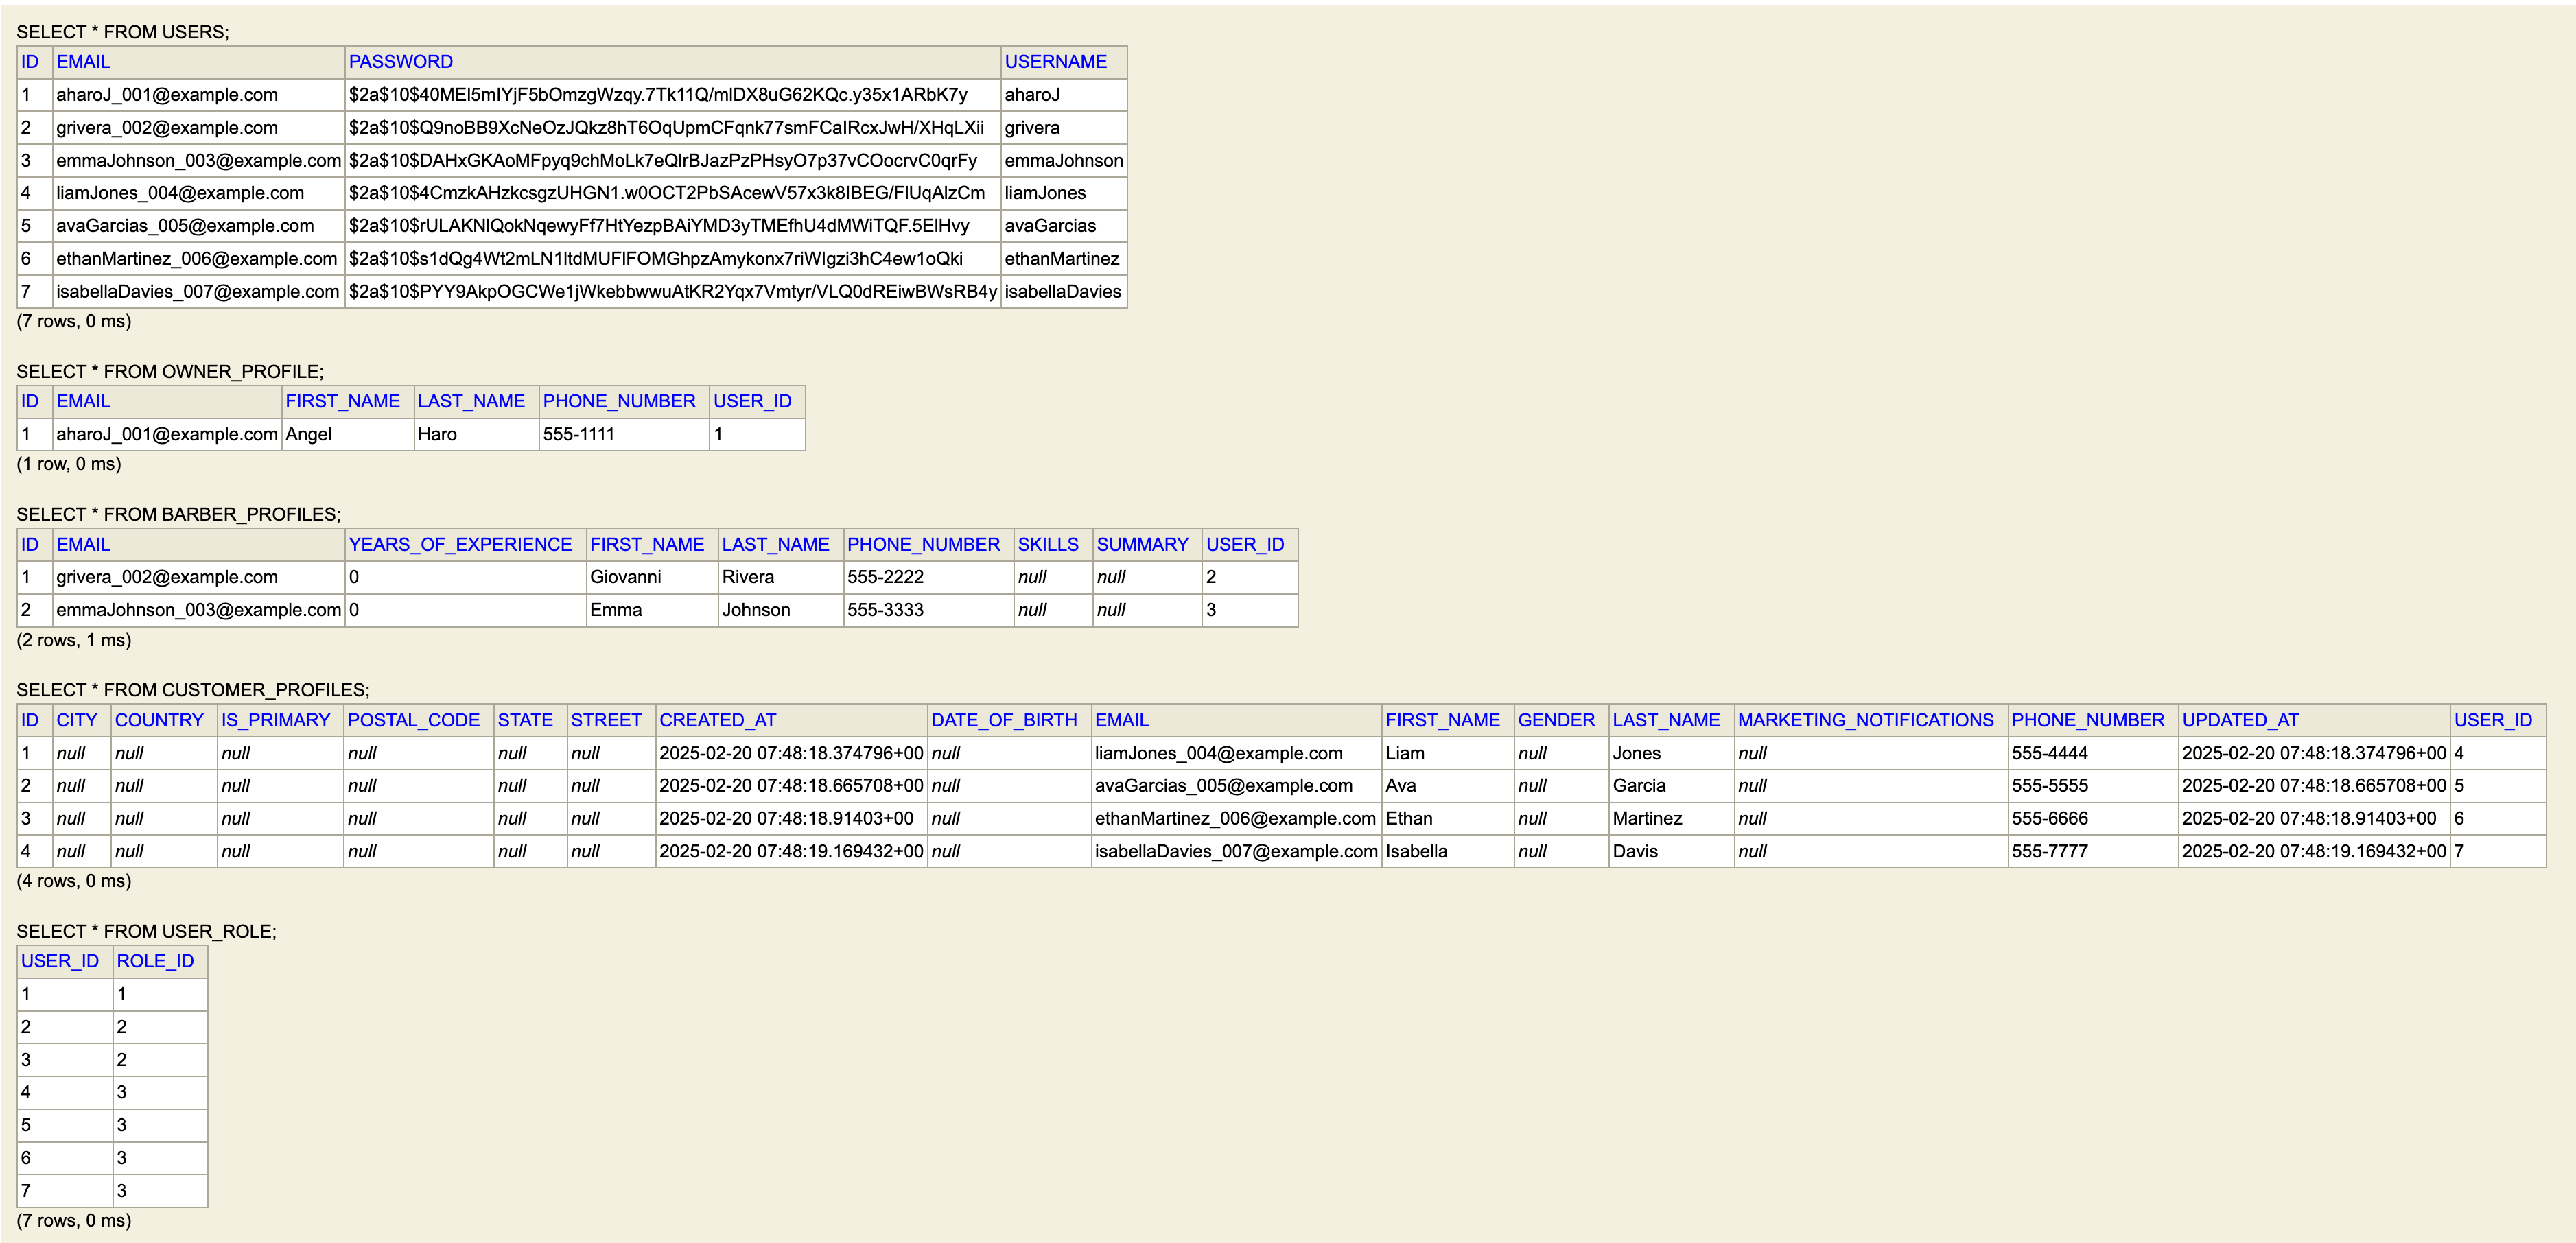 SELECT * FROM USERS;
ID EMAIL PASSWORD USERNAME
1 aharoJ_001@example.com $2a$10$40MEl5mIYjF5bOmzgWzqy.7Tk11Q/mlDX8uG62KQc.y35x1ARbK7y aharoJ
2 grivera_002@example.com $2a$10$Q9noBB9XcNeOzJQkz8hT6OqUpmCFqnk77smFCaIRcxJwH/XHqLXii grivera
3 emmaJohnson_003@example.com $2a$10$DAHxGKAoMFpyq9chMoLk7eQlrBJazPzPHsyO7p37vCOocrvC0qrFy emmaJohnson
4 liamJones_004@example.com $2a$10$4CmzkAHzkcsgzUHGN1.w0OCT2PbSAcewV57x3k8IBEG/FlUqAlzCm liamJones
5 avaGarcias_005@example.com $2a$10$rULAKNlQokNqewyFf7HtYezpBAiYMD3yTMEfhU4dMWiTQF.5ElHvy avaGarcias
6 ethanMartinez_006@example.com $2a$10$s1dQg4Wt2mLN1ltdMUFlFOMGhpzAmykonx7riWIgzi3hC4ew1oQki ethanMartinez
7 isabellaDavies_007@example.com $2a$10$PYY9AkpOGCWe1jWkebbwwuAtKR2Yqx7Vmtyr/VLQ0dREiwBWsRB4y isabellaDavies
(7 rows, 0 ms)
SELECT * FROM OWNER_PROFILE;
ID EMAIL FIRST_NAME LAST_NAME PHONE_NUMBER USER_ID
1 aharoJ_001@example.com Angel Haro 555-1111 1
(1 row, 0 ms)
SELECT * FROM BARBER_PROFILES;
ID EMAIL YEARS_OF_EXPERIENCE FIRST_NAME LAST_NAME PHONE_NUMBER SKILLS SUMMARY USER_ID
1 grivera_002@example.com 0 Giovanni Rivera 555-2222 null null 2
2 emmaJohnson_003@example.com 0 Emma Johnson 555-3333 null null 3
(2 rows, 1 ms)
SELECT * FROM CUSTOMER_PROFILES;
ID CITY COUNTRY IS_PRIMARY POSTAL_CODE STATE STREET CREATED_AT DATE_OF_BIRTH EMAIL FIRST_NAME GENDER LAST_NAME MARKETING_NOTIFICATIONS PHONE_NUMBER UPDATED_AT USER_ID
1 null null null null null null 2025-02-20 07:48:18.374796+00 null liamJones_004@example.com Liam null Jones null 555-4444 2025-02-20 07:48:18.374796+00 4
2 null null null null null null 2025-02-20 07:48:18.665708+00 null avaGarcias_005@example.com Ava null Garcia null 555-5555 2025-02-20 07:48:18.665708+00 5
3 null null null null null null 2025-02-20 07:48:18.91403+00 null ethanMartinez_006@example.com Ethan null Martinez null 555-6666 2025-02-20 07:48:18.91403+00 6
4 null null null null null null 2025-02-20 07:48:19.169432+00 null isabellaDavies_007@example.com Isabella null Davis null 555-7777 2025-02-20 07:48:19.169432+00 7
(4 rows, 0 ms)
SELECT * FROM USER_ROLE;
USER_ID ROLE_ID
1 1
2 2
3 2
4 3
5 3
6 3
7 3
(7 rows, 0 ms)